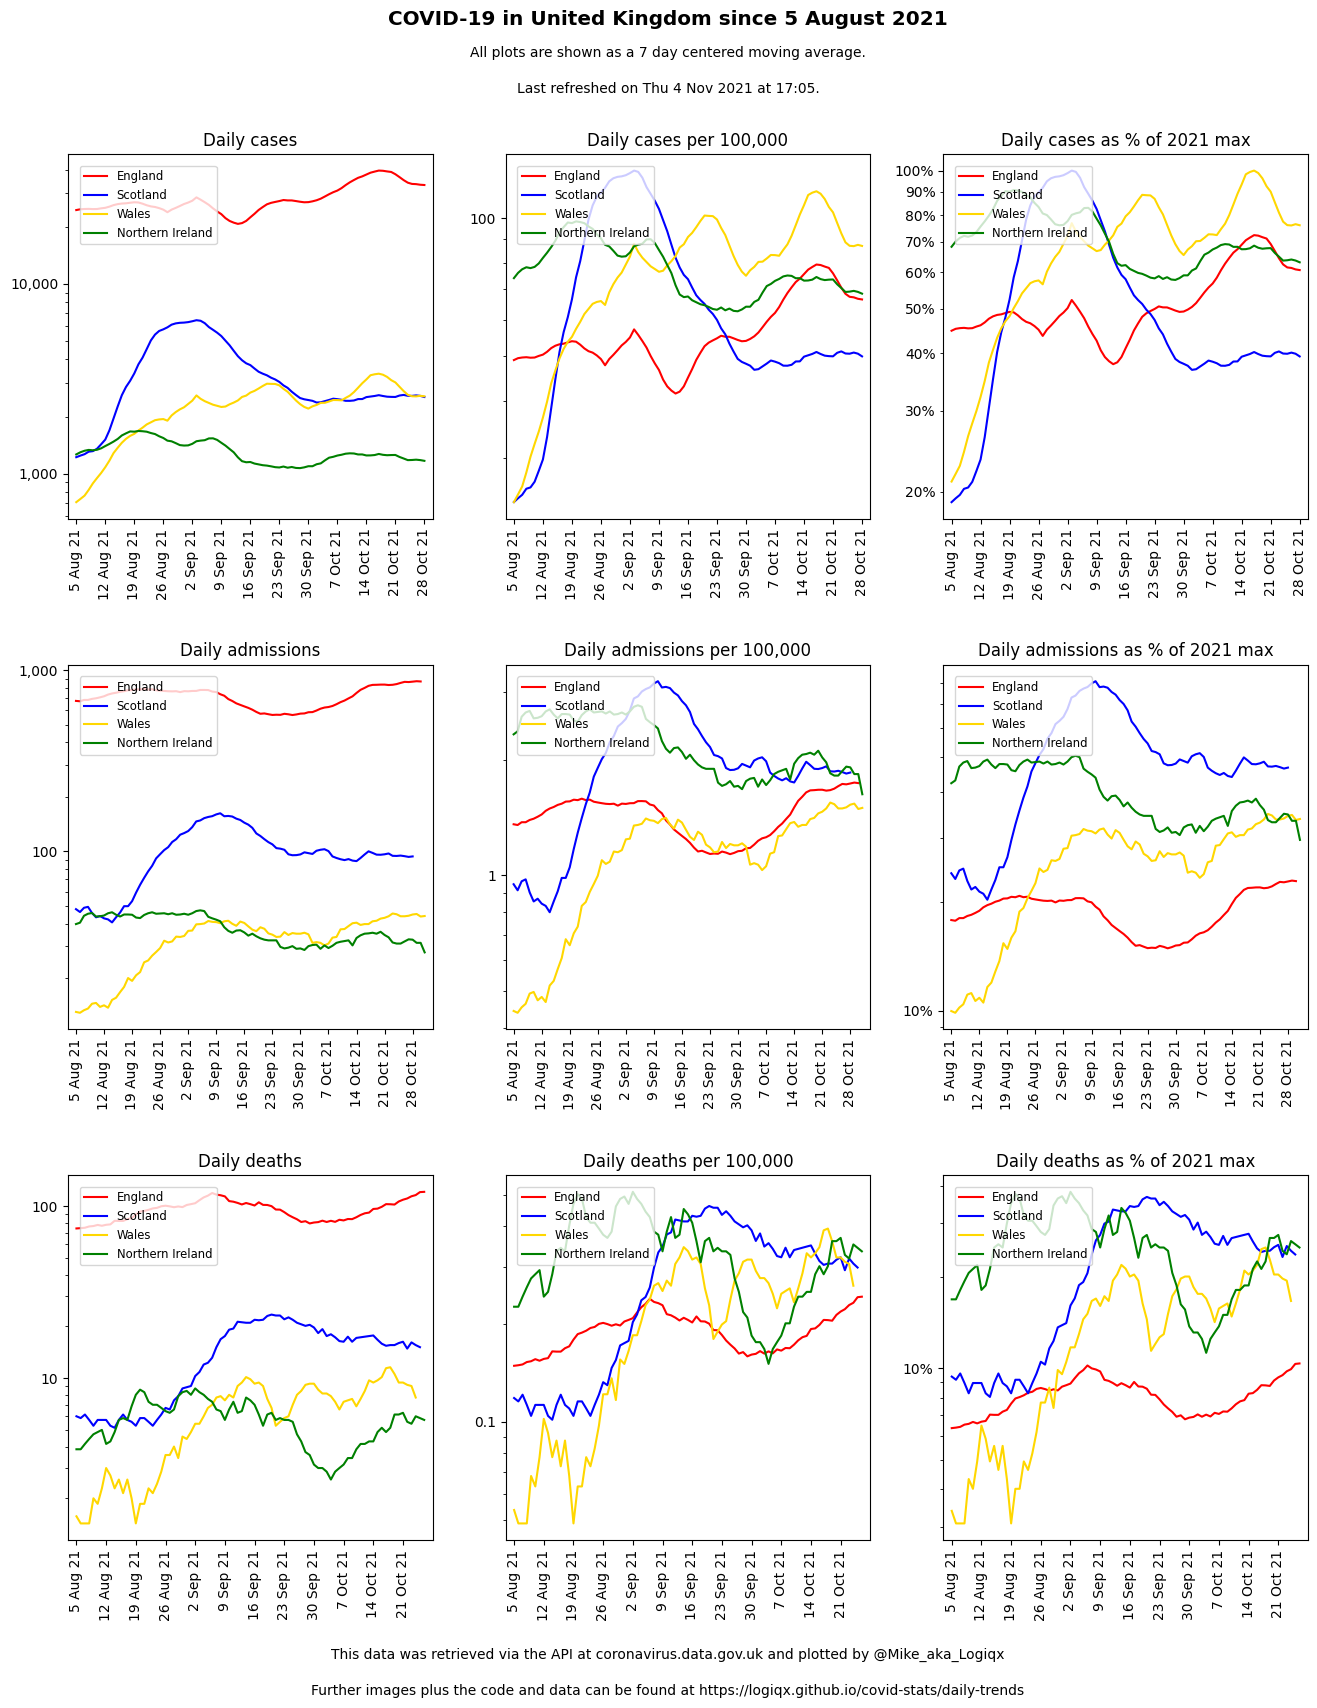 COVID-19 in United Kingdom since 5 August 2021
All plots are shown as a 7 day centered moving average.
Last refreshed on Thu 4 Nov 2021 at 17:05.
Daily cases
England
Scotland
Wales
Northern Ireland
10,000
1,000
5 Aug 21
12 Aug 21
19 Aug 21
26 Aug 21
2 Sep 21
9 Sep 21
16 Sep 21
23 Sep 21
30 Sep 21
7 Oct 21
14 Oct 21
21 Oct 21
28 Oct 21
Daily cases per 100,000
England
Scotland
Wales
Northern Ireland
100
5 Aug 21
12 Aug 21
19 Aug 21
26 Aug 21
2 Sep 21
9 Sep 21
16 Sep 21
23 Sep 21
30 Sep 21
7 Oct 21
14 Oct 21
21 Oct 21
28 Oct 21
Daily cases as % of 2021 max
England
Scotland
Wales
Northern Ireland
100%
90%
80%
70%
60%
50%
40%
30%
20%
5 Aug 21
12 Aug 21
19 Aug 21
26 Aug 21
2 Sep 21
9 Sep 21
16 Sep 21
23 Sep 21
30 Sep 21
7 Oct 21
14 Oct 21
21 Oct 21
28 Oct 21
Daily admissions
England
Scotland
Wales
Northern Ireland
1,000
100
5 Aug 21
12 Aug 21
19 Aug 21
26 Aug 21
2 Sep 21
9 Sep 21
16 Sep 21
23 Sep 21
30 Sep 21
7 Oct 21
14 Oct 21
21 Oct 21
28 Oct 21
Daily admissions per 100,000
England
Scotland
Wales
Northern Ireland
1
5 Aug 21
12 Aug 21
19 Aug 21
26 Aug 21
2 Sep 21
9 Sep 21
16 Sep 21
23 Sep 21
30 Sep 21
7 Oct 21
14 Oct 21
21 Oct 21
28 Oct 21
Daily admissions as % of 2021 max
England
Scotland
Wales
Northern Ireland
10%
5 Aug 21
12 Aug 21
19 Aug 21
26 Aug 21
2 Sep 21
9 Sep 21
16 Sep 21
23 Sep 21
30 Sep 21
7 Oct 21
14 Oct 21
21 Oct 21
28 Oct 21
Daily deaths
England
Scotland
Wales
Northern Ireland
100
10
5 Aug 21
12 Aug 21
19 Aug 21
26 Aug 21
2 Sep 21
9 Sep 21
16 Sep 21
23 Sep 21
30 Sep 21
7 Oct 21
14 Oct 21
21 Oct 21
Daily deaths per 100,000
England
Scotland
Wales
Northern Ireland
0.1
5 Aug 21
12 Aug 21
19 Aug 21
26 Aug 21
2 Sep 21
9 Sep 21
16 Sep 21
23 Sep 21
30 Sep 21
7 Oct 21
14 Oct 21
21 Oct 21
Daily deaths as % of 2021 max
England
Scotland
Wales
Northern Ireland
10%
5 Aug 21
12 Aug 21
19 Aug 21
26 Aug 21
2 Sep 21
9 Sep 21
16 Sep 21
23 Sep 21
30 Sep 21
7 Oct 21
14 Oct 21
21 Oct 21
This data was retrieved via the API at coronavirus.data.gov.uk and plotted by @Mike_aka_Logiqx
Further images plus the code and data can be found at https://logiqx.github.io/covid-stats/daily-trends